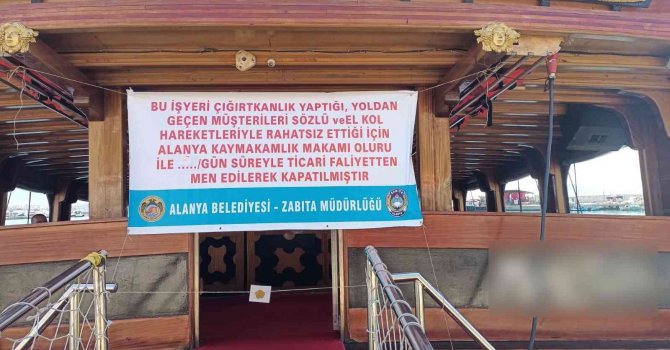 BU İŞYERİ ÇIĞIRTKANLIK YAPTIĞI, YOLDAN
GEÇEN MÜŞTERİLERİ SÖZLÜ veEL KOL
HAREKETLERİYLE RAHATSIZ ETTİĞİ İÇİN
ALANYA KAYMAKAMLIK MAKAMI OLURU
İLE ...../GÜN SÜREYLE TİCARİ FALİYETTEN
MEN EDİLEREK KAPATILMIŞTIR
ALANYA BELEDİYESİ - ZABITA MÜDÜRLÜĞÜ